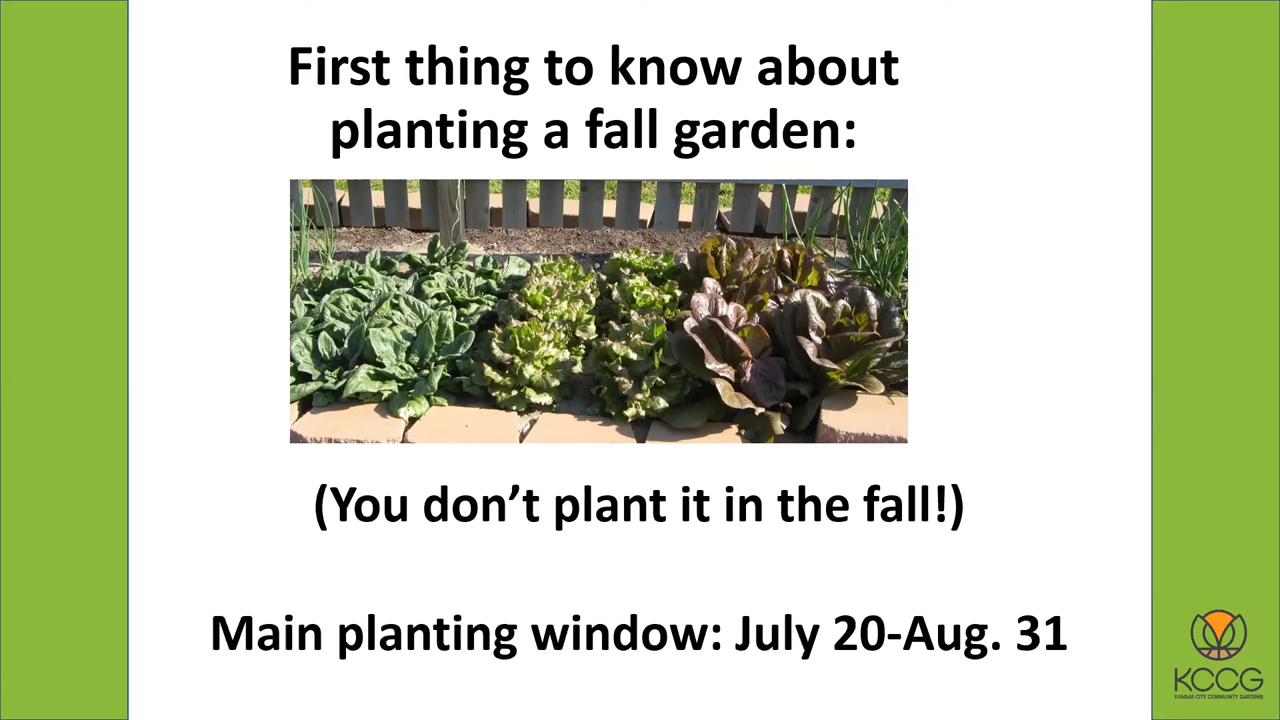 First thing to know about
planting a fall garden:
(You don’t plant it in the fall!)
Main planting window: July 20-Aug. 31
KCCG
KANSAS CITY COMMUNITY GARDENS